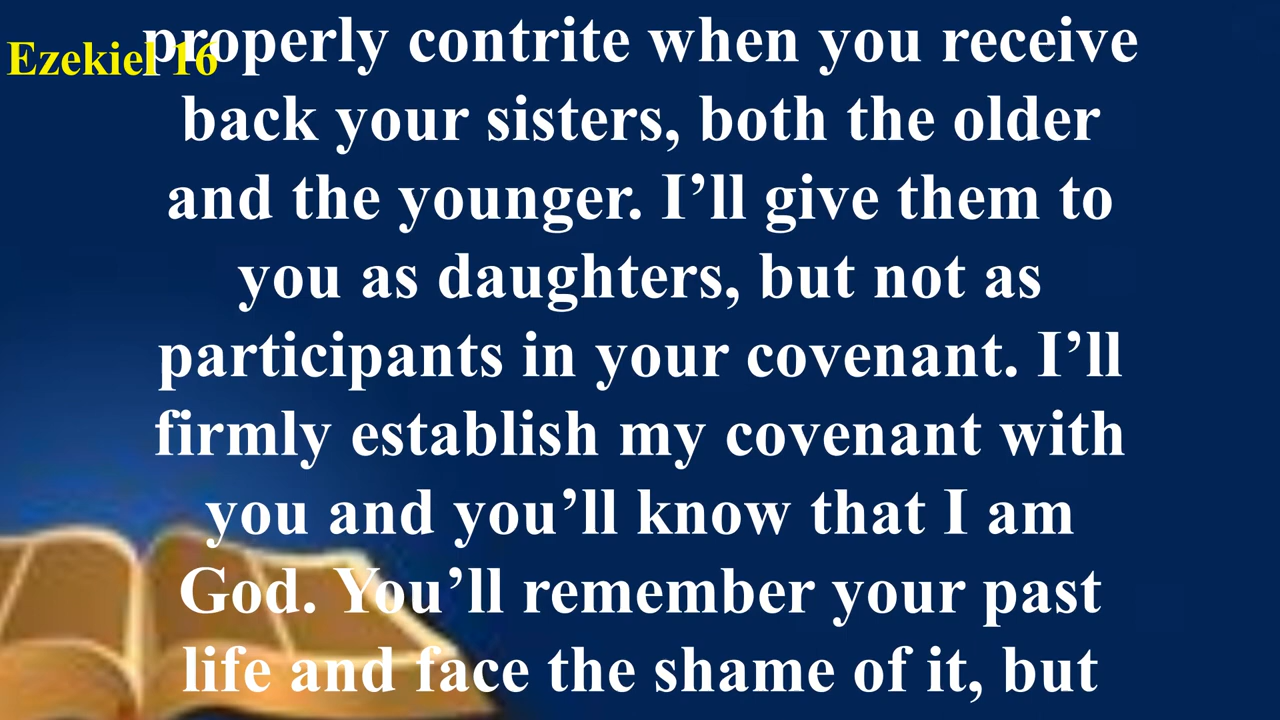 Ezekiel 16
properly contrite when you receive
back your sisters, both the older
and the younger. I’ll give them to
you as daughters, but not as
participants in your covenant. I’ll
firmly establish my covenant with
you and you’ll know that I am
God. You’ll remember your past
life and face the shame of it, but